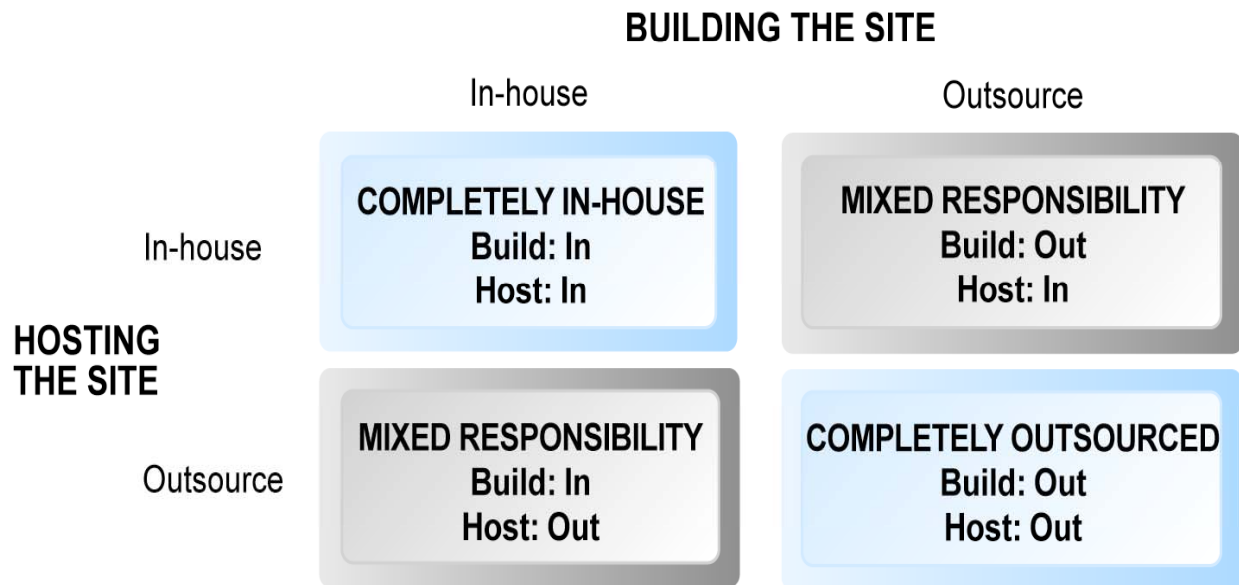 BUILDING THE SITE
In-house
Outsource
HOSTING
THE SITE
In-house
COMPLETELY IN-HOUSE
Build: In
Host: In
MIXED RESPONSIBILITY
Build: Out
Host: In
Outsource
MIXED RESPONSIBILITY
Build: In
Host: Out
COMPLETELY OUTSOURCED
Build: Out
Host: Out